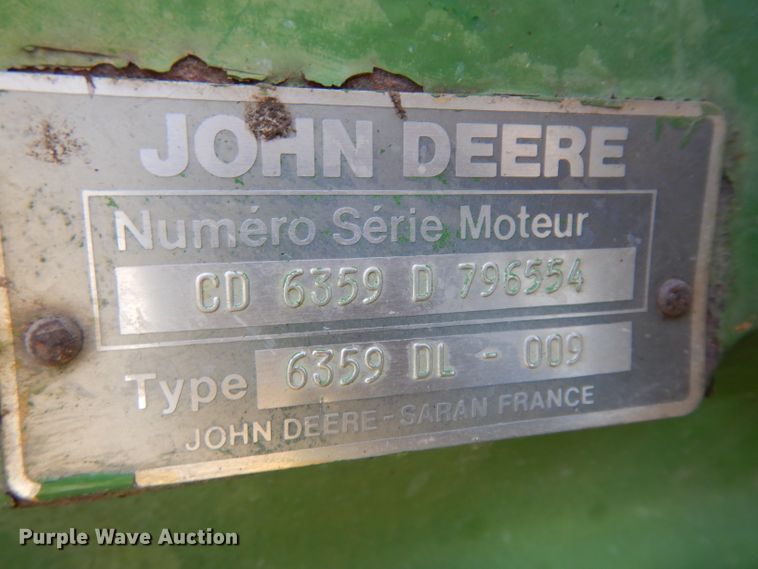 JOHN DEERE
Numéro Série Moteur
CD 6359 D 796554
Type 6359 DL - 009
JOHN DEERE - SARAN FRANCE
Purple Wave Auction